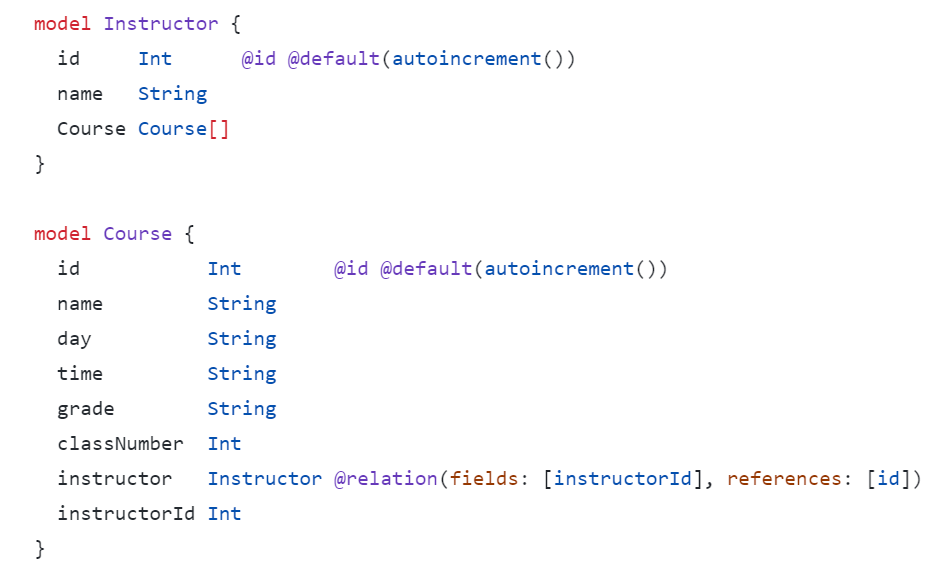 model Instructor {
  id     Int      @id @default(autoincrement())
  name   String
  Course Course[]
}

model Course {
  id           Int        @id @default(autoincrement())
  name         String
  day          String
  time         String
  grade        String
  classNumber  Int
  instructor   Instructor @relation(fields: [instructorId], references: [id])
  instructorId Int
}